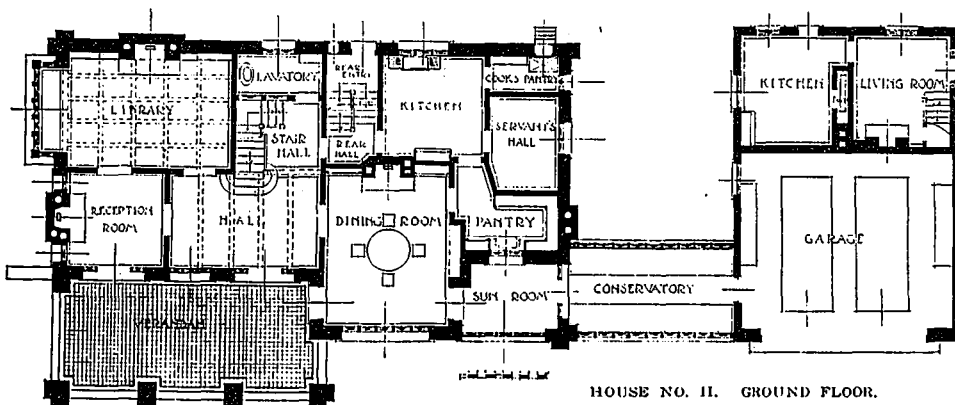 LIBRARY
LAVATORY
REAR
ENTRY
KITCHEN
COOKS PANTRY
STAIR
HALL
REAR
HALL
SERVANTS
HALL
KITCHEN
LIVING ROOM
RECEPTION
ROOM
HALL
DINING ROOM
PANTRY
GARAGE
VERANDAH
SUN ROOM
CONSERVATORY
HOUSE NO. II. GROUND FLOOR.